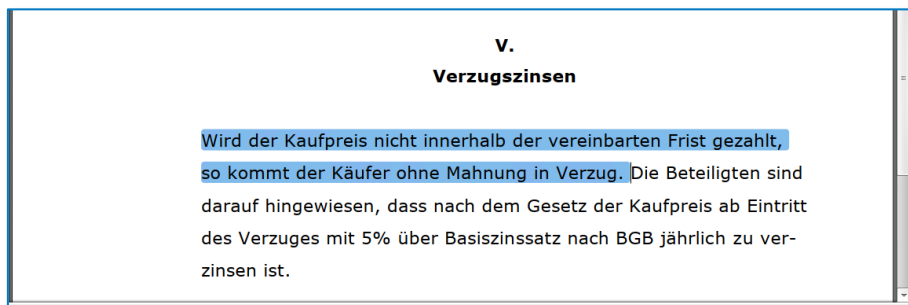 V.
Verzugszinsen
Wird der Kaufpreis nicht innerhalb der vereinbarten Frist gezahlt,
so kommt der Käufer ohne Mahnung in Verzug. Die Beteiligten sind
darauf hingewiesen, dass nach dem Gesetz der Kaufpreis ab Eintritt
des Verzuges mit 5% über Basiszinssatz nach BGB jährlich zu ver-
zinsen ist.